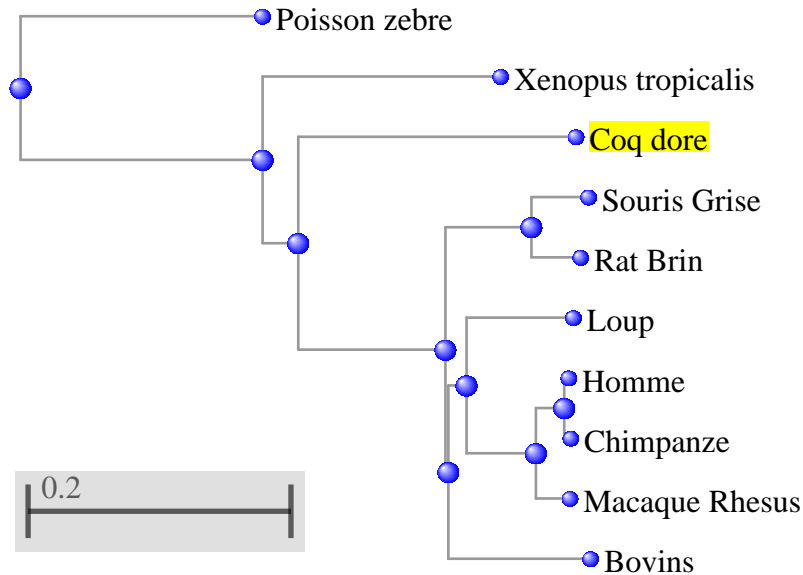 Poisson zebre
Xenopus tropicalis
Coq dore
Souris Grise
Rat Brin
Loup
Homme
Chimpanze
Macaque Rhesus
Bovins
0.2